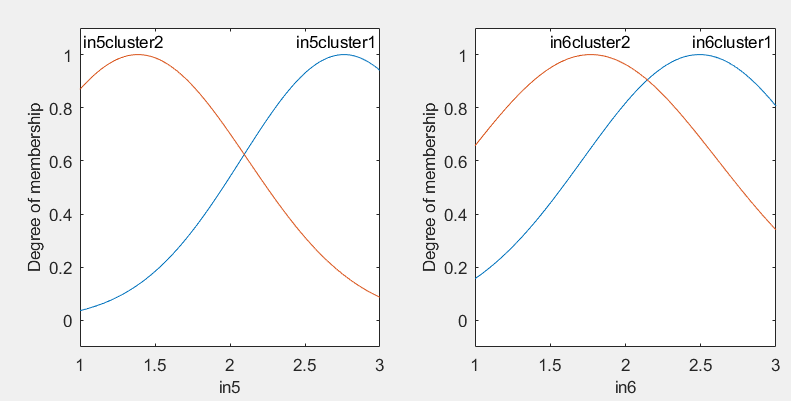 in5cluster2
in5cluster1
1
0.8
0.6
0.4
0.2
0
Degree of membership
1
1.5
2
2.5
3
in5
in6cluster2
in6cluster1
1
0.8
0.6
0.4
0.2
0
Degree of membership
1
1.5
2
2.5
3
in6